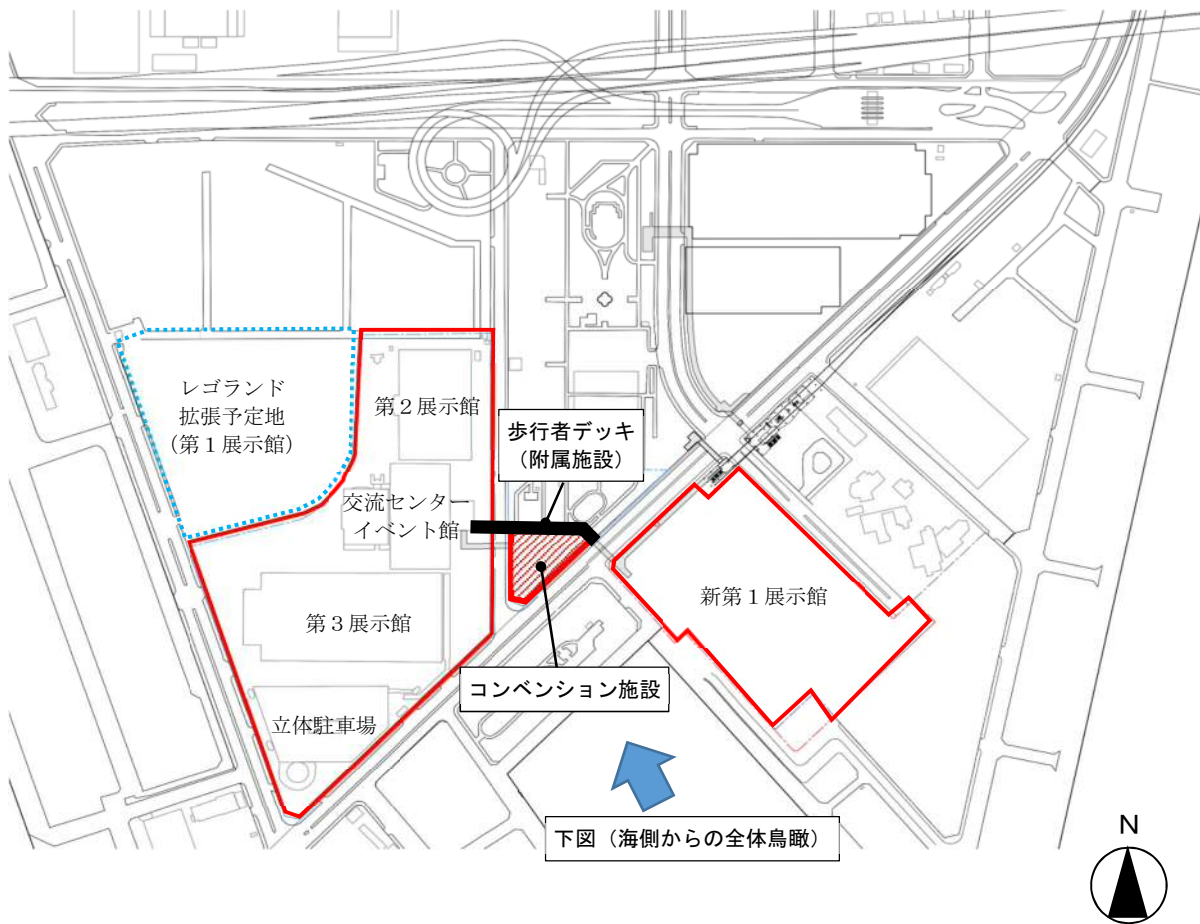 レゴランド
拡張予定地
（第１展示館）
第２展示館
歩行者デッキ
（附属施設）
交流センター
イベント館
第３展示館
新第１展示館
コンベンション施設
立体駐車場
下図（海側からの全体鳥瞰）
N